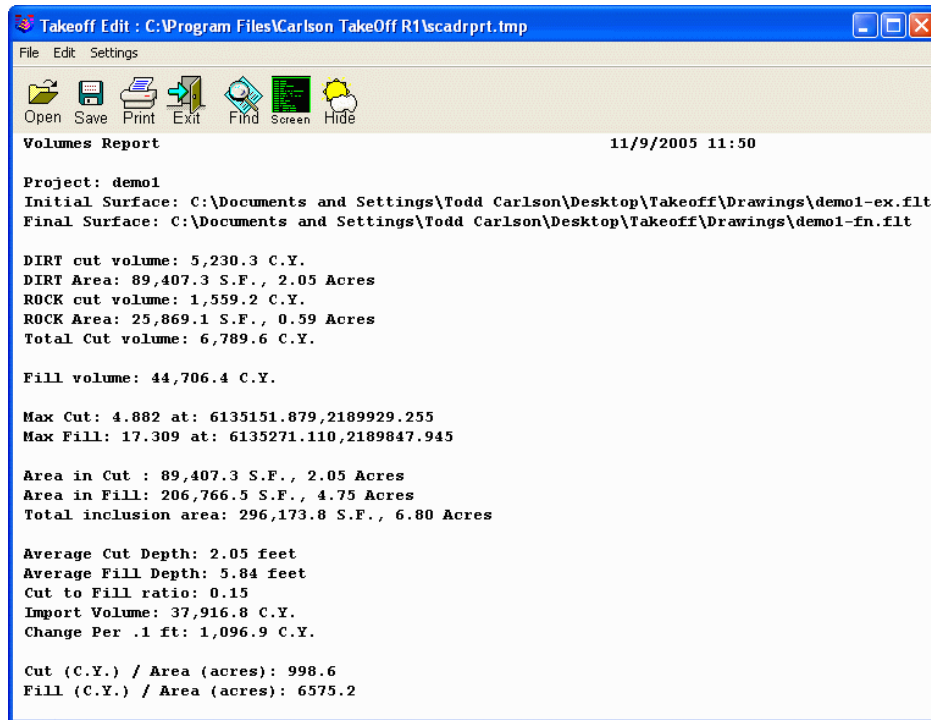 Takeoff Edit : C:\Program Files\Carlson TakeOff R1\scadrprt.tmp
File Edit Settings
Open Save Print Exit Find Screen Hide
Volumes Report 11/9/2005 11:50
Project: demo1
Initial Surface: C:\Documents and Settings\Todd Carlson\Desktop\Takeoff\Drawings\demo1-ex.flt
Final Surface: C:\Documents and Settings\Todd Carlson\Desktop\Takeoff\Drawings\demo1-fn.flt
DIRT cut volume: 5,230.3 C.Y.
DIRT Area: 89,407.3 S.F., 2.05 Acres
ROCK cut volume: 1,559.2 C.Y.
ROCK Area: 25,869.1 S.F., 0.59 Acres
Total Cut volume: 6,789.6 C.Y.
Fill volume: 44,706.4 C.Y.
Max Cut: 4.882 at: 6135151.879,2189929.255
Max Fill: 17.309 at: 6135271.110,2189847.945
Area in Cut : 89,407.3 S.F., 2.05 Acres
Area in Fill: 206,766.5 S.F., 4.75 Acres
Total inclusion area: 296,173.8 S.F., 6.80 Acres
Average Cut Depth: 2.05 feet
Average Fill Depth: 5.84 feet
Cut to Fill ratio: 0.15
Import Volume: 37,916.8 C.Y.
Change Per .1 ft: 1,096.9 C.Y.
Cut (C.Y.) / Area (acres): 998.6
Fill (C.Y.) / Area (acres): 6575.2